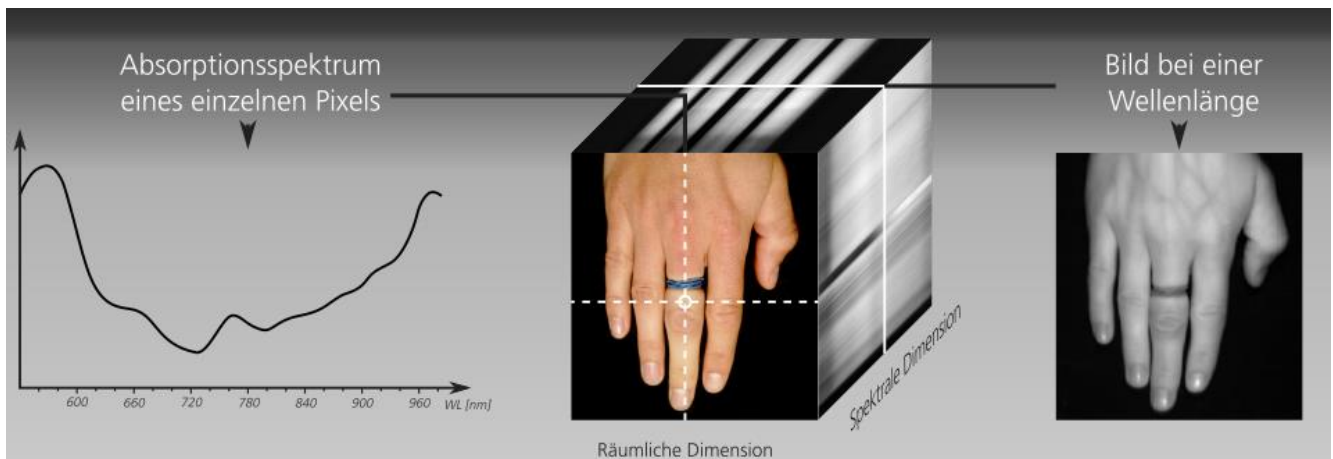 Absorptionsspektrum
eines einzelnen Pixels
Bild bei einer
Wellenlänge
600 660 720 780 840 900 960 WL [nm]
Spektrale Dimension
Räumliche Dimension